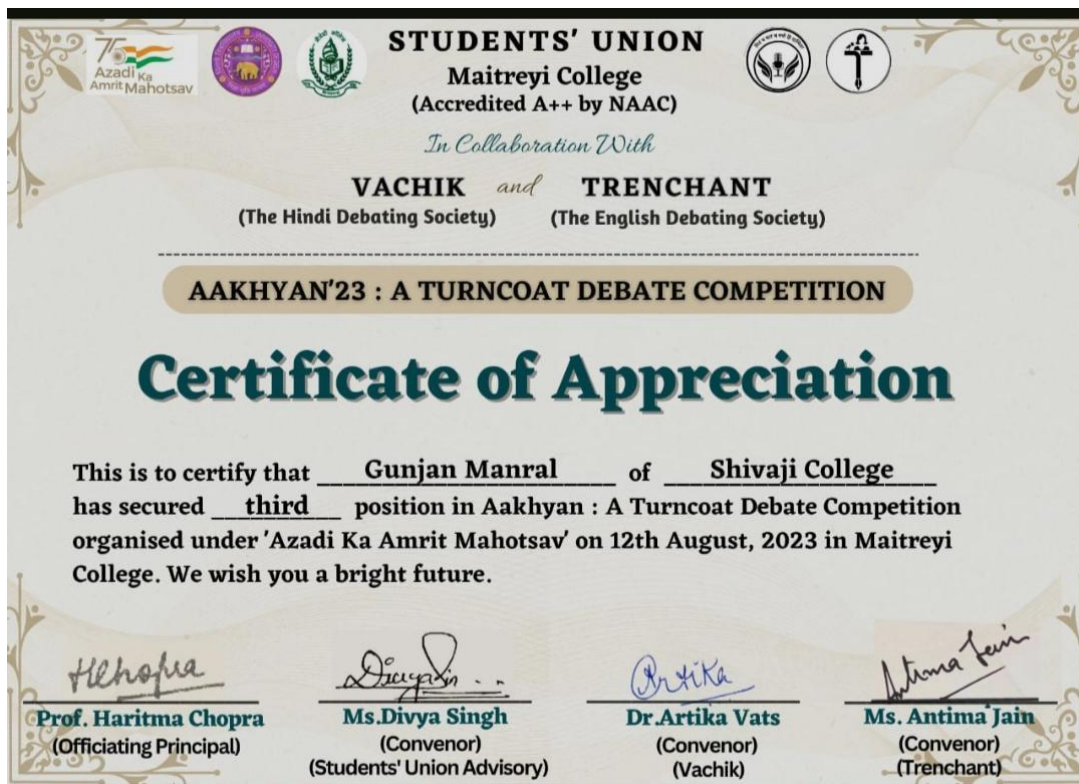 75
Azadi Ka
Amrit Mahotsav
STUDENTS' UNION
Maitreyi College
(Accredited A++ by NAAC)
In Collaboration With
VACHIK and TRENCHANT
(The Hindi Debating Society) (The English Debating Society)
AAKHYAN'23 : A TURNCOAT DEBATE COMPETITION
Certificate of Appreciation
This is to certify that Gunjan Manral of Shivaji College
has secured third position in Aakhyan : A Turncoat Debate Competition
organised under 'Azadi Ka Amrit Mahotsav' on 12th August, 2023 in Maitreyi
College. We wish you a bright future.
HChopra Artika Antima Jain
Prof. Haritma Chopra Ms.Divya Singh Dr.Artika Vats Ms. Antima Jain
(Officiating Principal) (Convenor) (Convenor) (Convenor)
(Students' Union Advisory) (Vachik) (Trenchant)